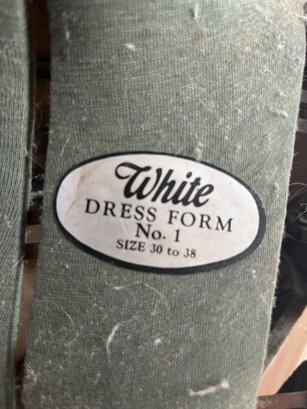 White
DRESS FORM
No. 1
SIZE 30 to 38